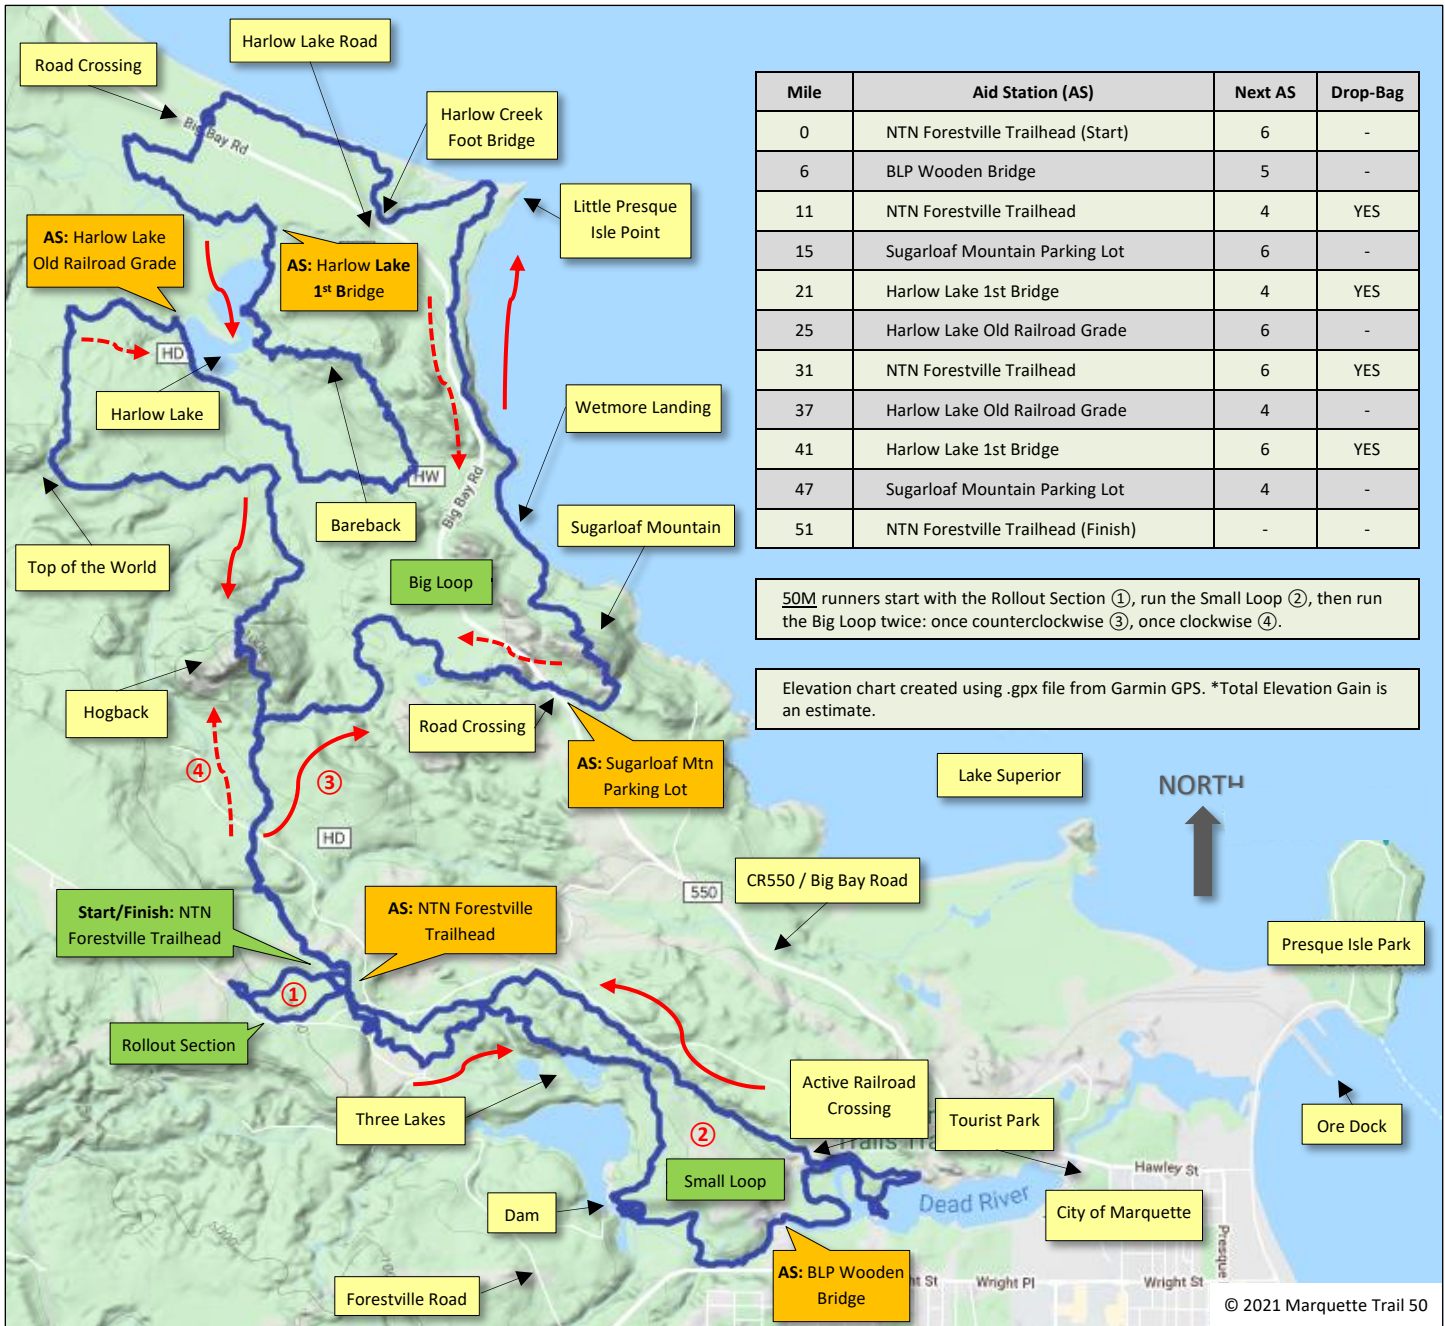 Harlow Lake Road
Road Crossing
Harlow Creek
Foot Bridge
Big Bay Rd
Little Presque
Isle Point
AS: Harlow Lake
Old Railroad Grade
AS: Harlow Lake
1st Bridge
HD
Harlow Lake
Wetmore Landing
HW
Big Bay Rd
Bareback
Sugarloaf Mountain
Top of the World
Big Loop
Hogback
Road Crossing
AS: Sugarloaf Mtn
Parking Lot
④
③
HD
Mile Aid Station (AS) Next AS Drop-Bag
0 NTN Forestville Trailhead (Start) 6 -
6 BLP Wooden Bridge 5 -
11 NTN Forestville Trailhead 4 YES
15 Sugarloaf Mountain Parking Lot 6 -
21 Harlow Lake 1st Bridge 4 YES
25 Harlow Lake Old Railroad Grade 6 -
31 NTN Forestville Trailhead 6 YES
37 Harlow Lake Old Railroad Grade 4 -
41 Harlow Lake 1st Bridge 6 YES
47 Sugarloaf Mountain Parking Lot 4 -
51 NTN Forestville Trailhead (Finish) - -
50M runners start with the Rollout Section ①, run the Small Loop ②, then run
the Big Loop twice: once counterclockwise ③, once clockwise ④.
Elevation chart created using .gpx file from Garmin GPS. *Total Elevation Gain is
an estimate.
Lake Superior
NORTH
550
CR550 / Big Bay Road
Start/Finish: NTN
Forestville Trailhead
AS: NTN Forestville
Trailhead
Presque Isle Park
①
Rollout Section
Three Lakes
Active Railroad
Crossing
Tourist Park
Ore Dock
②
Small Loop
Hawley St
Dead River
City of Marquette
Dam
Presque
AS: BLP Wooden
Bridge
Forestville Road
Wright Pl
Wright St
© 2021 Marquette Trail 50